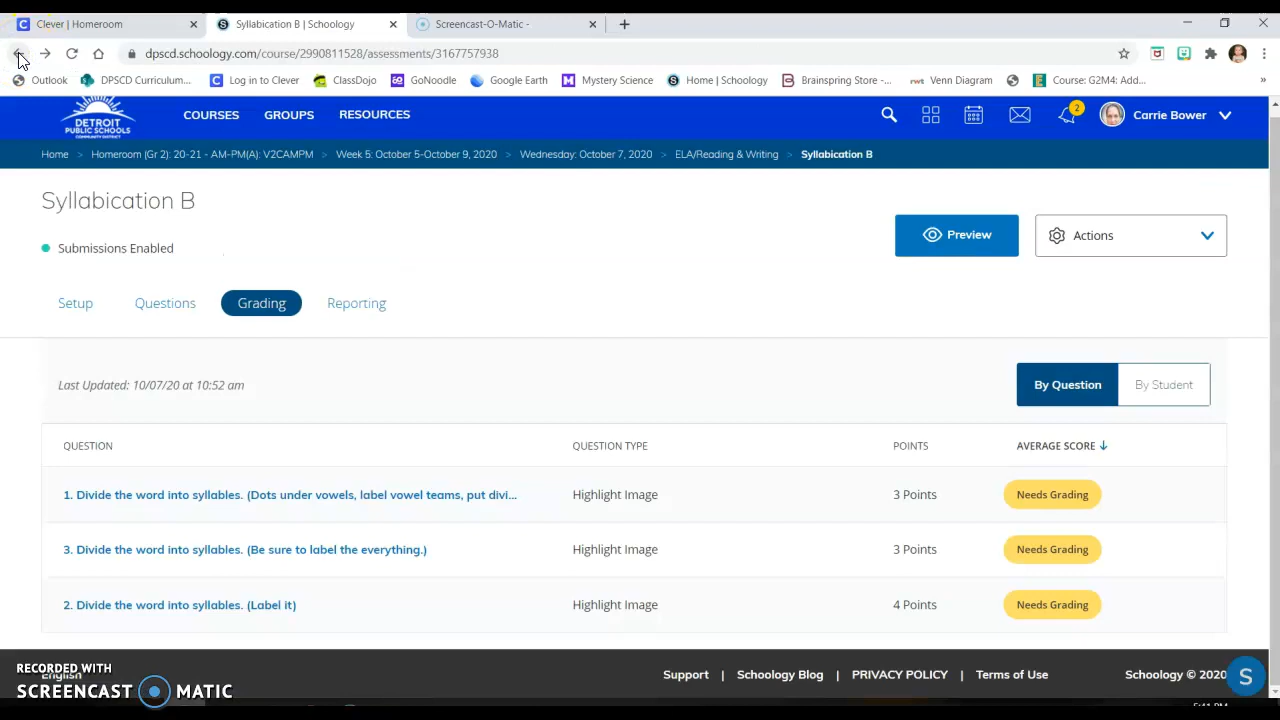 Clever | Homeroom
Syllabication B | Schoology
Screencast-O-Matic -
dpscd.schoology.com/course/2990811528/assessments/3167757938
Outlook
DPSCD Curriculum...
Log in to Clever
ClassDojo
GoNoodle
Google Earth
Mystery Science
Home | Schoology
Brainspring Store -...
Venn Diagram
Course: G2M4: Add...
DETROIT
PUBLIC SCHOOLS
COMMUNITY DISTRICT
COURSES
GROUPS
RESOURCES
2
Carrie Bower
Home > Homeroom (Gr 2): 20-21 - AM-PM(A): V2CAMPM > Week 5: October 5-October 9, 2020 > Wednesday: October 7, 2020 > ELA/Reading & Writing > Syllabication B
Syllabication B
Preview
Actions
Submissions Enabled
Setup
Questions
Grading
Reporting
Last Updated: 10/07/20 at 10:52 am
By Question
By Student
QUESTION QUESTION TYPE POINTS AVERAGE SCORE
1. Divide the word into syllables. (Dots under vowels, label vowel teams, put divi... Highlight Image 3 Points Needs Grading
3. Divide the word into syllables. (Be sure to label the everything.) Highlight Image 3 Points Needs Grading
2. Divide the word into syllables. (Label it) Highlight Image 4 Points Needs Grading
English
Support | Schoology Blog | PRIVACY POLICY | Terms of Use
Schoology © 2020
S
RECORDED WITH
SCREENCAST MATIC